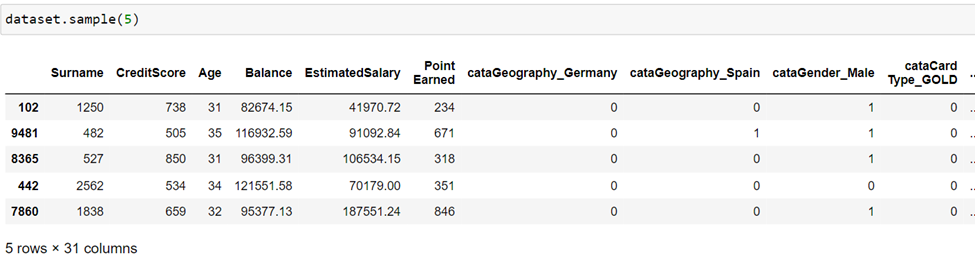 dataset.sample(5)
Surname CreditScore Age Balance EstimatedSalary Point Earned cataGeography_Germany cataGeography_Spain cataGender_Male cataCard Type_GOLD ..
102 1250 738 31 82674.15 41970.72 234 0 0 1 0 ..
9481 482 505 35 116932.59 91092.84 671 0 1 1 0 ..
8365 527 850 31 96399.31 106534.15 318 0 0 1 0 ..
442 2562 534 34 121551.58 70179.00 351 0 0 0 0 ..
7860 1838 659 32 95377.13 187551.24 846 0 0 1 0 ..
5 rows × 31 columns